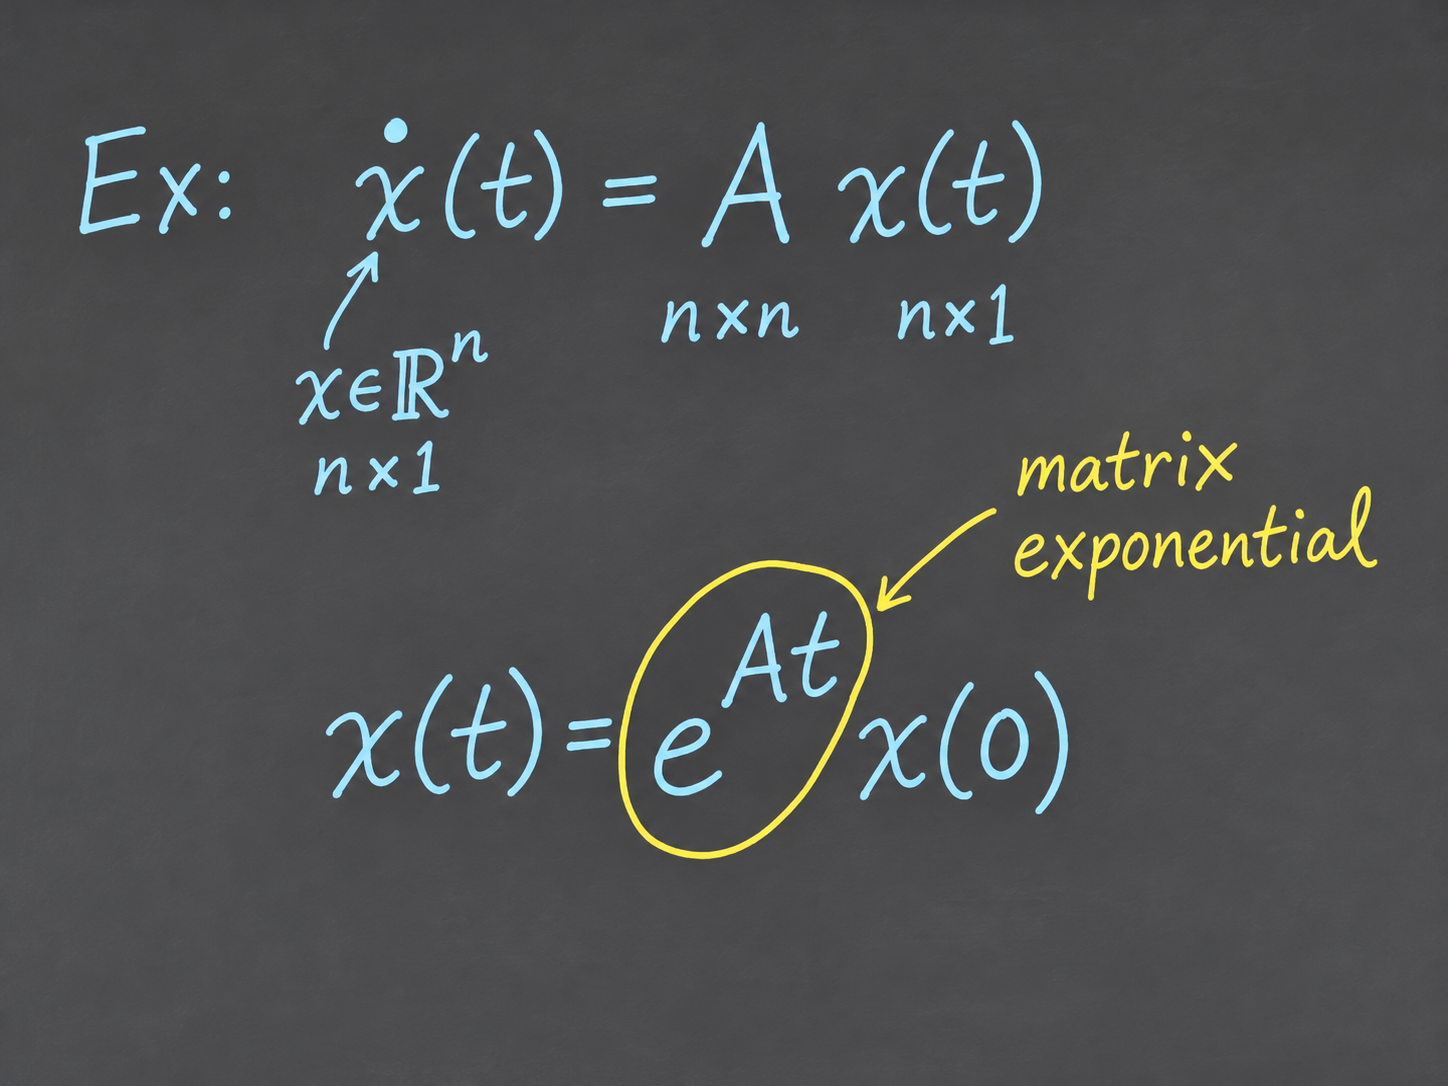 Ex: ẋ(t) = A x(t)
n×n n×1
x∈ℝⁿ
n×1
matrix
exponential
x(t)=e^{At} x(0)